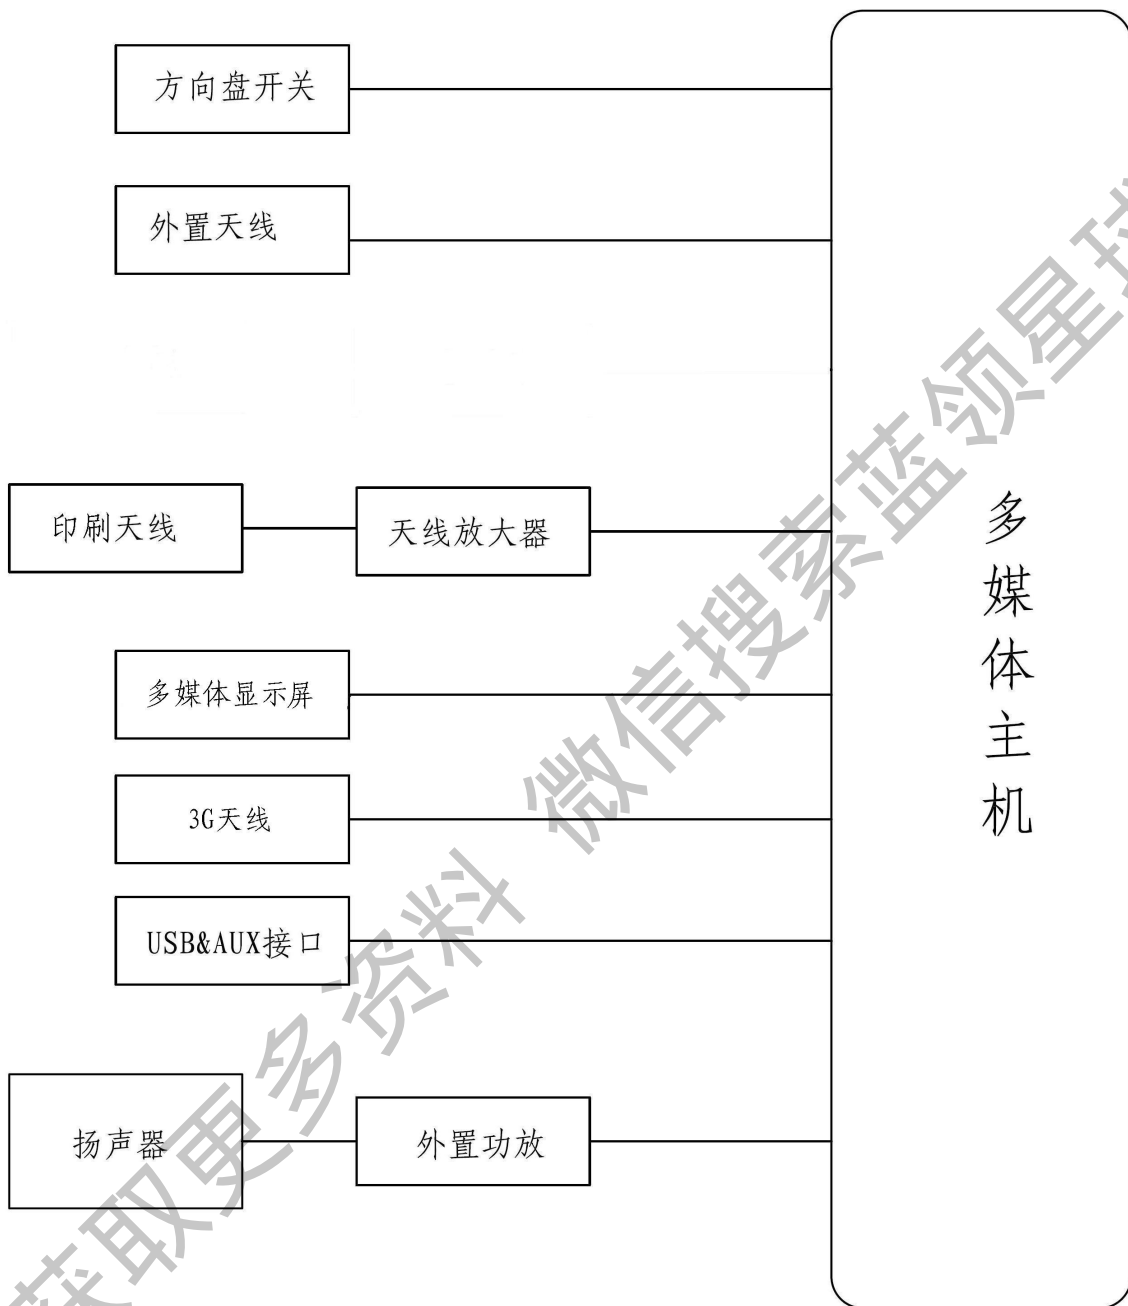 方向盘开关
外置天线
印刷天线
天线放大器
多媒体显示屏
3G天线
USB&AUX接口
扬声器
外置功放
多媒体主机
获取更多资料 微信搜索蓝领星球